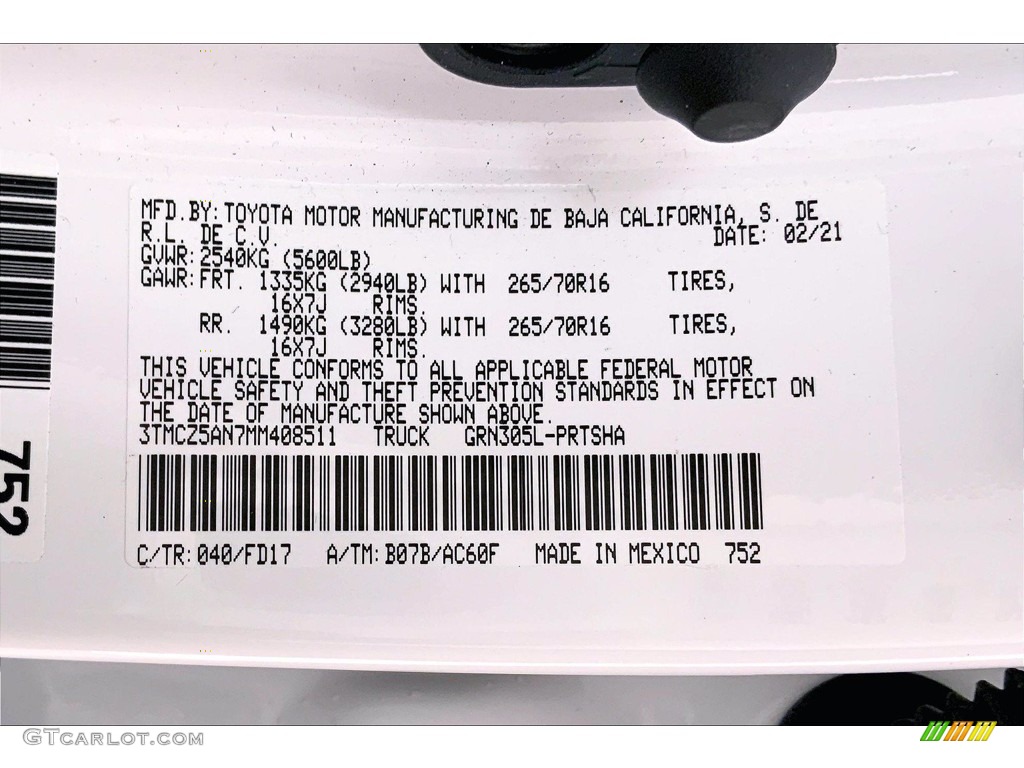 MFD.BY:TOYOTA MOTOR MANUFACTURING DE BAJA CALIFORNIA, S. DE
R.L. DE C.V. DATE: 02/21
GVWR:2540KG (5600LB)
GAWR:FRT. 1335KG (2940LB) WITH 265/70R16 TIRES,
16X7J RIMS.
RR. 1490KG (3280LB) WITH 265/70R16 TIRES,
16X7J RIMS.
THIS VEHICLE CONFORMS TO ALL APPLICABLE FEDERAL MOTOR
VEHICLE SAFETY AND THEFT PREVENTION STANDARDS IN EFFECT ON
THE DATE OF MANUFACTURE SHOWN ABOVE.
3TMCZ5AN7MM408511 TRUCK GRN305L-PRTSHA
C/TR:040/FD17 A/TM:B07B/AC60F MADE IN MEXICO 752
752
GTCARLOT.COM